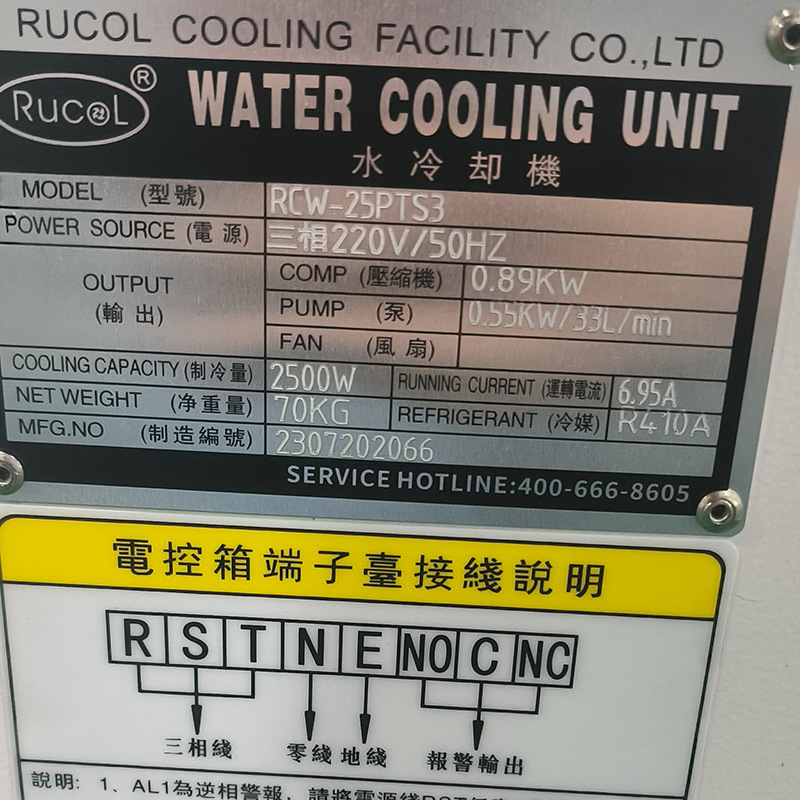 RUCOL COOLING FACILITY CO.,LTD
RUCOL ® WATER COOLING UNIT
水冷却機
MODEL (型號) RCW-25PTS3
POWER SOURCE (電源) 三相220V/50HZ
OUTPUT (輸出) COMP (壓縮機) 0.89KW
PUMP (泵) 0.55KW/33L/min
FAN (風扇)
COOLING CAPACITY (制冷量) 2500W RUNNING CURRENT (運轉電流) 6.95A
NET WEIGHT (净重量) 70KG REFRIGERANT (冷媒) R410A
MFG.NO (制造編號) 2307202066
SERVICE HOTLINE:400-666-8605
電控箱端子臺接綫說明
R S T N E NO C NC
三相綫 零綫 地綫 報警輸出
說明: 1、AL1為逆相警報，請將電源綫RST